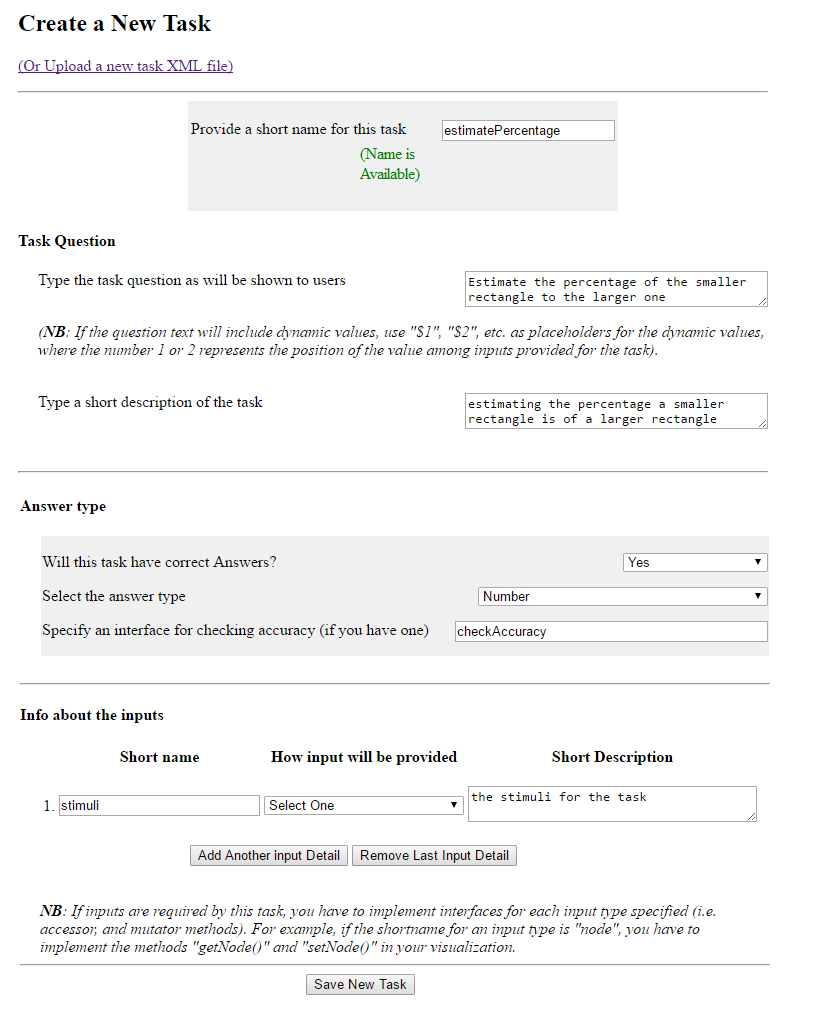 Create a New Task
(Or Upload a new task XML file)
Provide a short name for this task estimatePercentage
(Name is
Available)
Task Question
Type the task question as will be shown to users Estimate the percentage of the smaller
rectangle to the larger one
(NB: If the question text will include dynamic values, use "$1", "$2", etc. as placeholders for the dynamic values,
where the number 1 or 2 represents the position of the value among inputs provided for the task).
Type a short description of the task estimating the percentage a smaller
rectangle is of a larger rectangle
Answer type
Will this task have correct Answers? Yes
Select the answer type Number
Specify an interface for checking accuracy (if you have one) checkAccuracy
Info about the inputs
Short name How input will be provided Short Description
1. stimuli Select One the stimuli for the task
Add Another input Detail Remove Last Input Detail
NB: If inputs are required by this task, you have to implement interfaces for each input type specified (i.e.
accessor, and mutator methods). For example, if the shortname for an input type is "node", you have to
implement the methods "getNode()" and "setNode()" in your visualization.
Save New Task